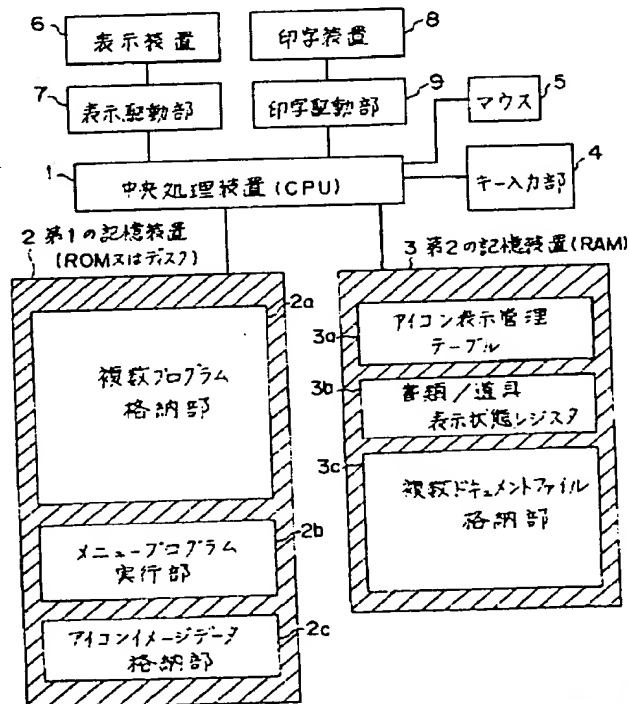 6
表示装置
8
印字装置
7
表示駆動部
9
印字駆動部
5
マウス
1
中央処理装置(CPU)
4
キー入力部
2 第1の記憶装置
(ROM又はディスク)
3 第2の記憶装置(RAM)
2a
複数プログラム
格納部
2b
メニュープログラム
実行部
2c
アイコンイメージデータ
格納部
3a
アイコン表示管理
テーブル
3b
書類/道具
表示状態レジスタ
3c
複数ドキュメントファイル
格納部